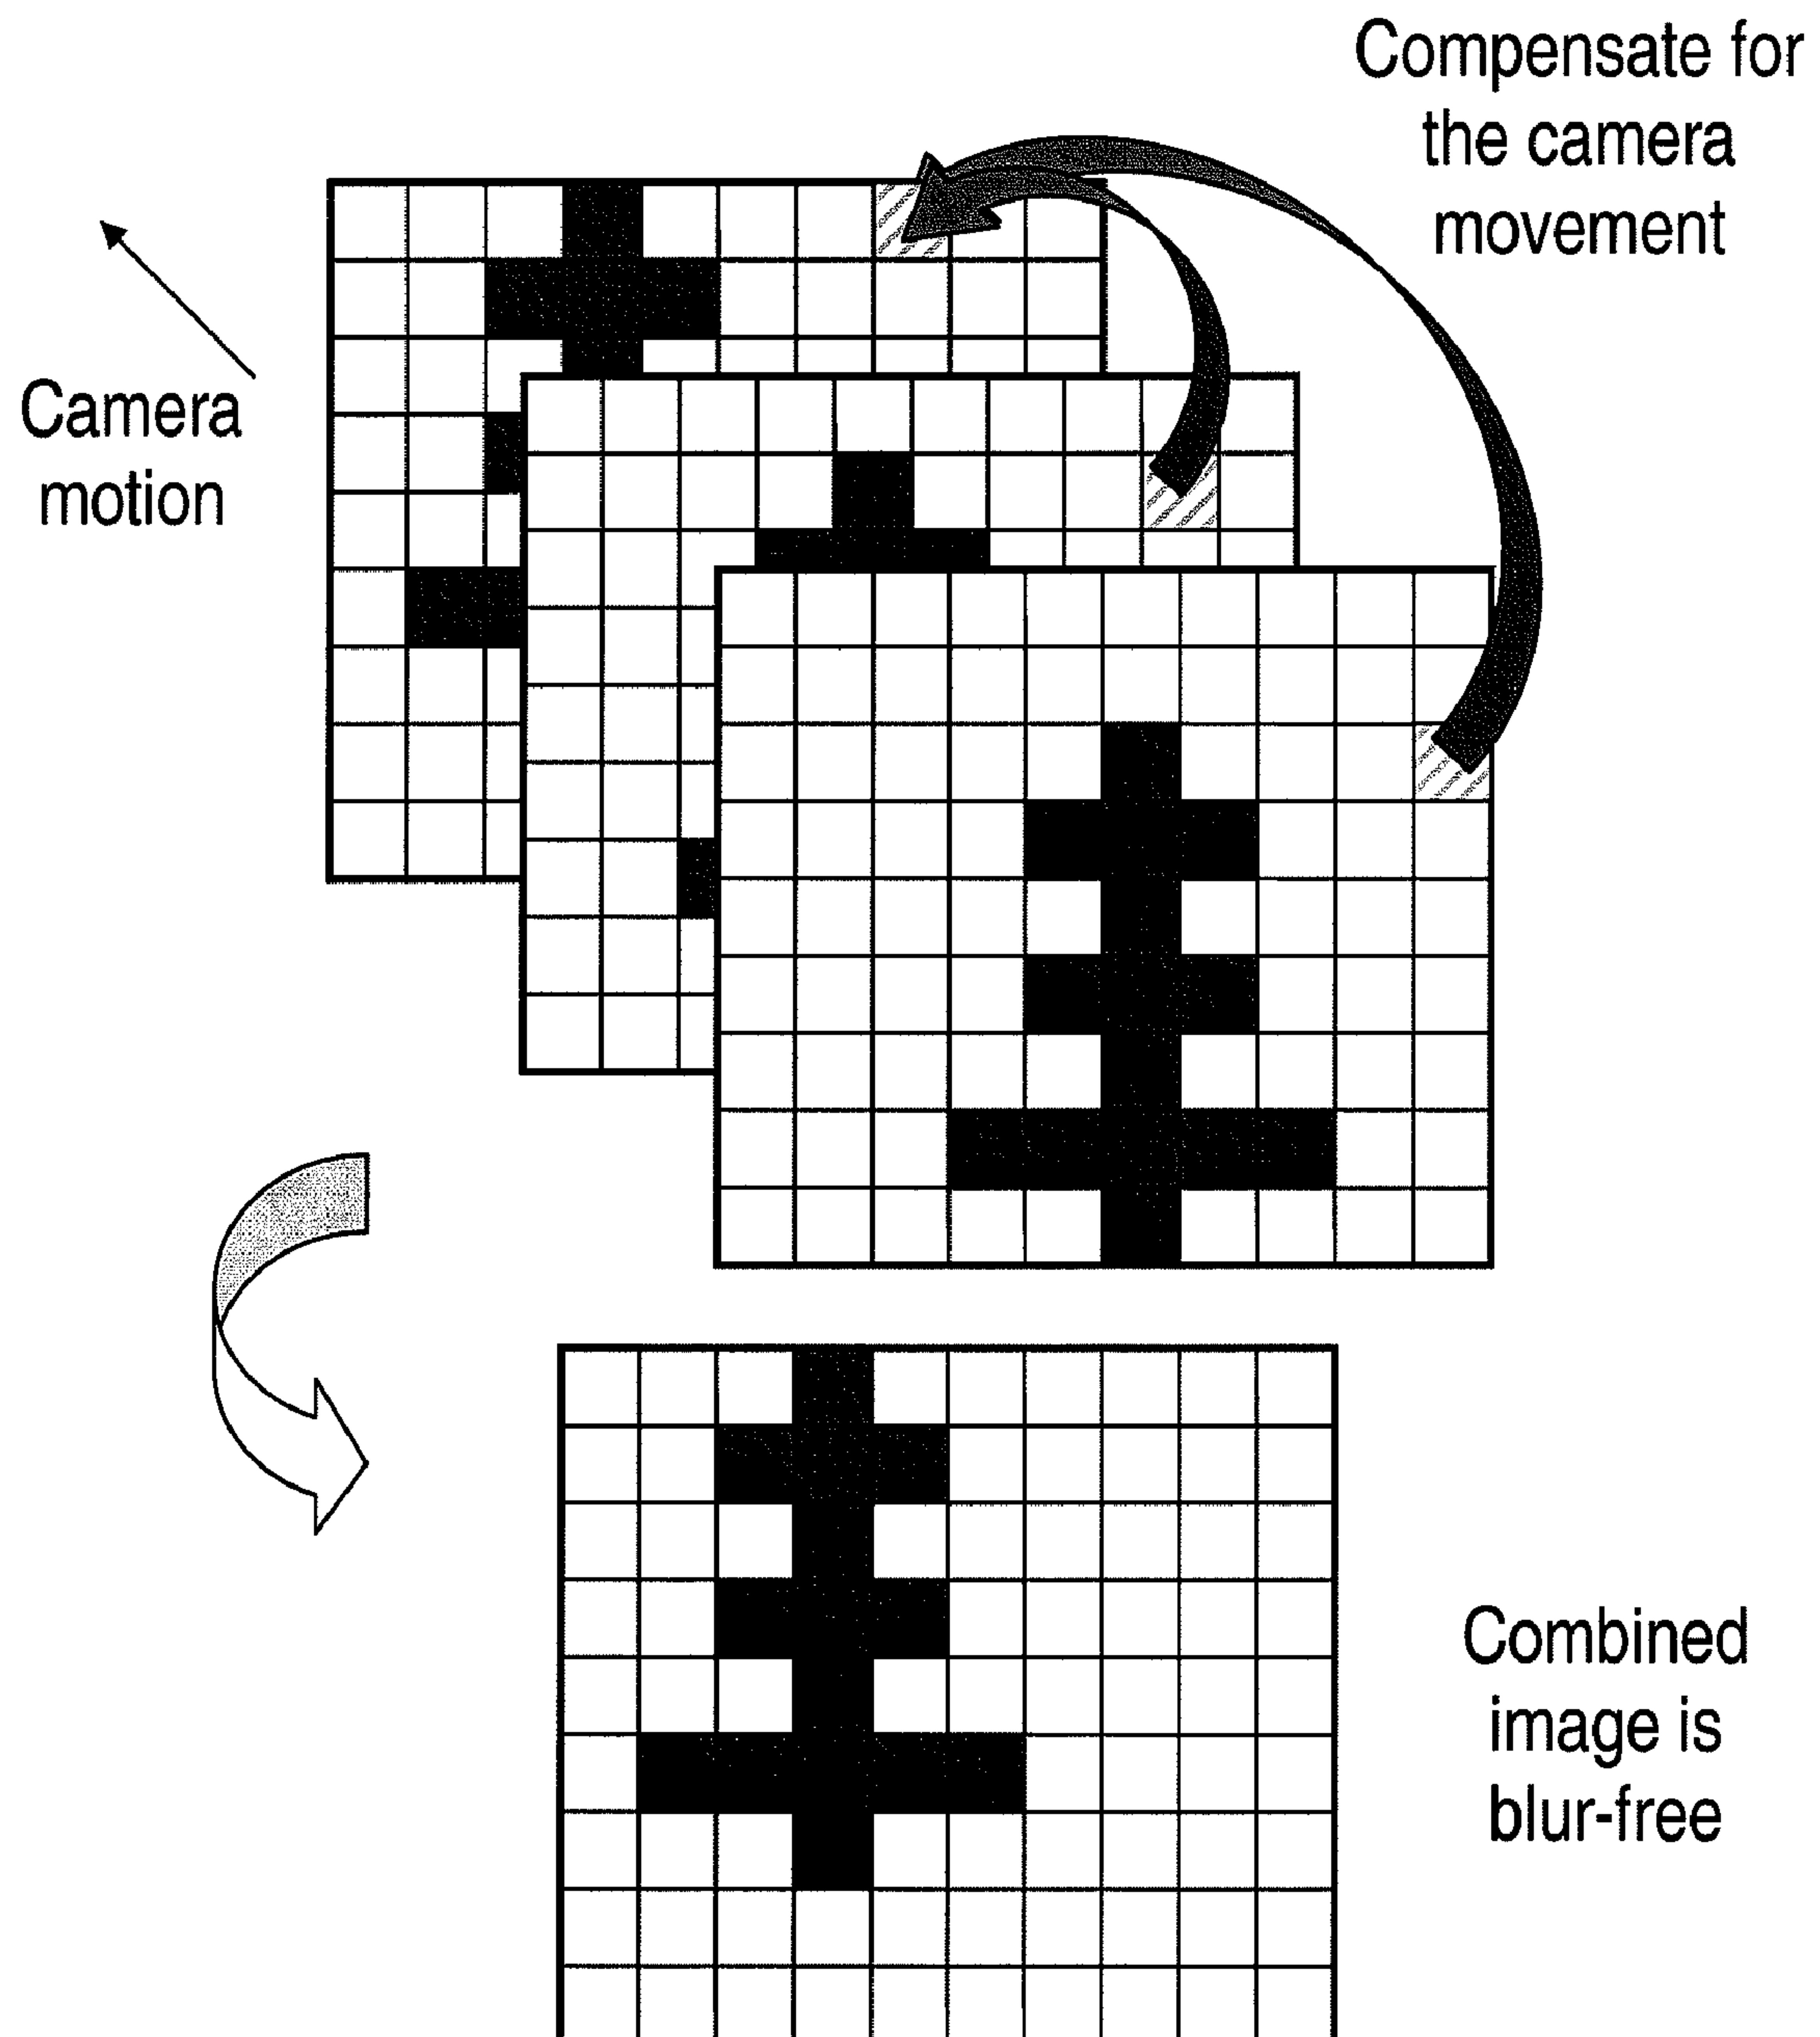 Compensate for
the camera
movement
Camera
motion
Combined
image is
blur-free